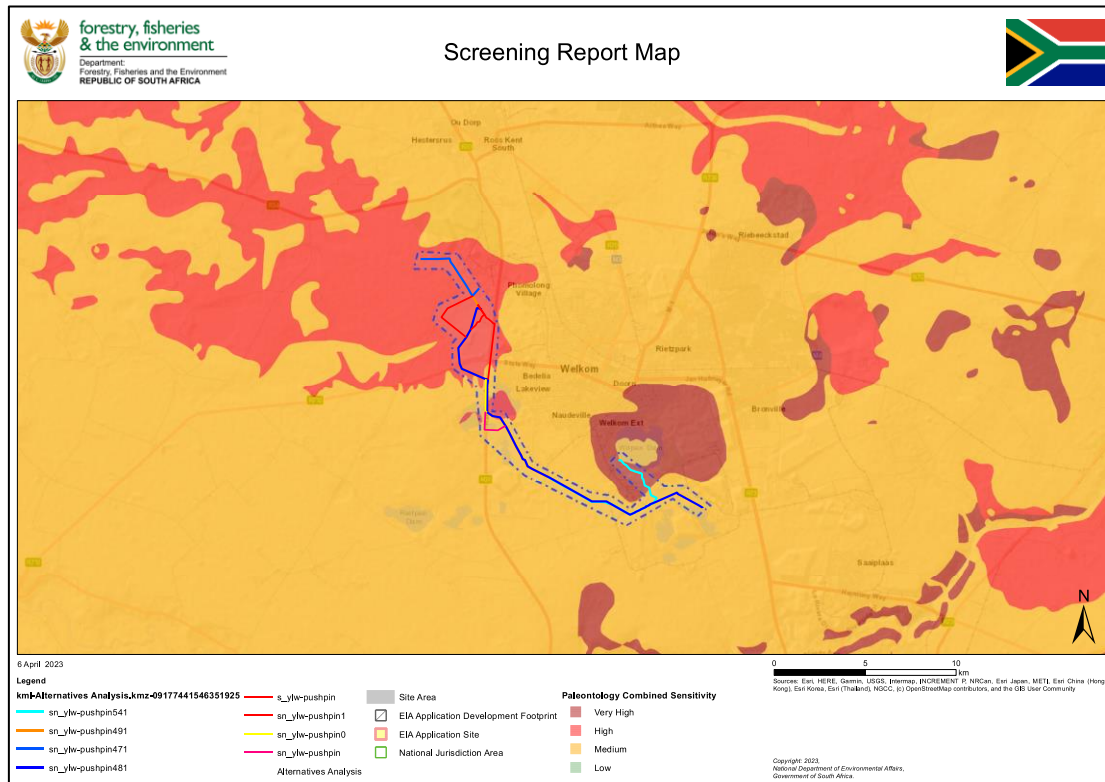 forestry, fisheries
& the environment
Department:
Forestry, Fisheries and the Environment
REPUBLIC OF SOUTH AFRICA
Screening Report Map
Ou Dorp
Hestersrus
Ross Kent
South
Riebeeckstad
Phomolong
Village
Rietzpark
Welkom
Bedelia
Lakeview
Doorn
Naudeville
Welkom Ext
Bronville
N
6 April 2023
0 5 10
km
Sources: Esri, HERE, Garmin, USGS, Intermap, INCREMENT P, NRCan, Esri Japan, METI, Esri China (Hong
Kong), Esri Korea, Esri (Thailand), NGCC, (c) OpenStreetMap contributors, and the GIS User Community
Legend
kml-Alternatives Analysis.kmz-09177441546351925
sn_ylw-pushpin541
sn_ylw-pushpin491
sn_ylw-pushpin471
sn_ylw-pushpin481
s_ylw-pushpin
sn_ylw-pushpin1
sn_ylw-pushpin0
sn_ylw-pushpin
Alternatives Analysis
Site Area
EIA Application Development Footprint
EIA Application Site
National Jurisdiction Area
Paleontology Combined Sensitivity
Very High
High
Medium
Low
Copyright: 2023,
National Department of Environmental Affairs,
Government of South Africa.